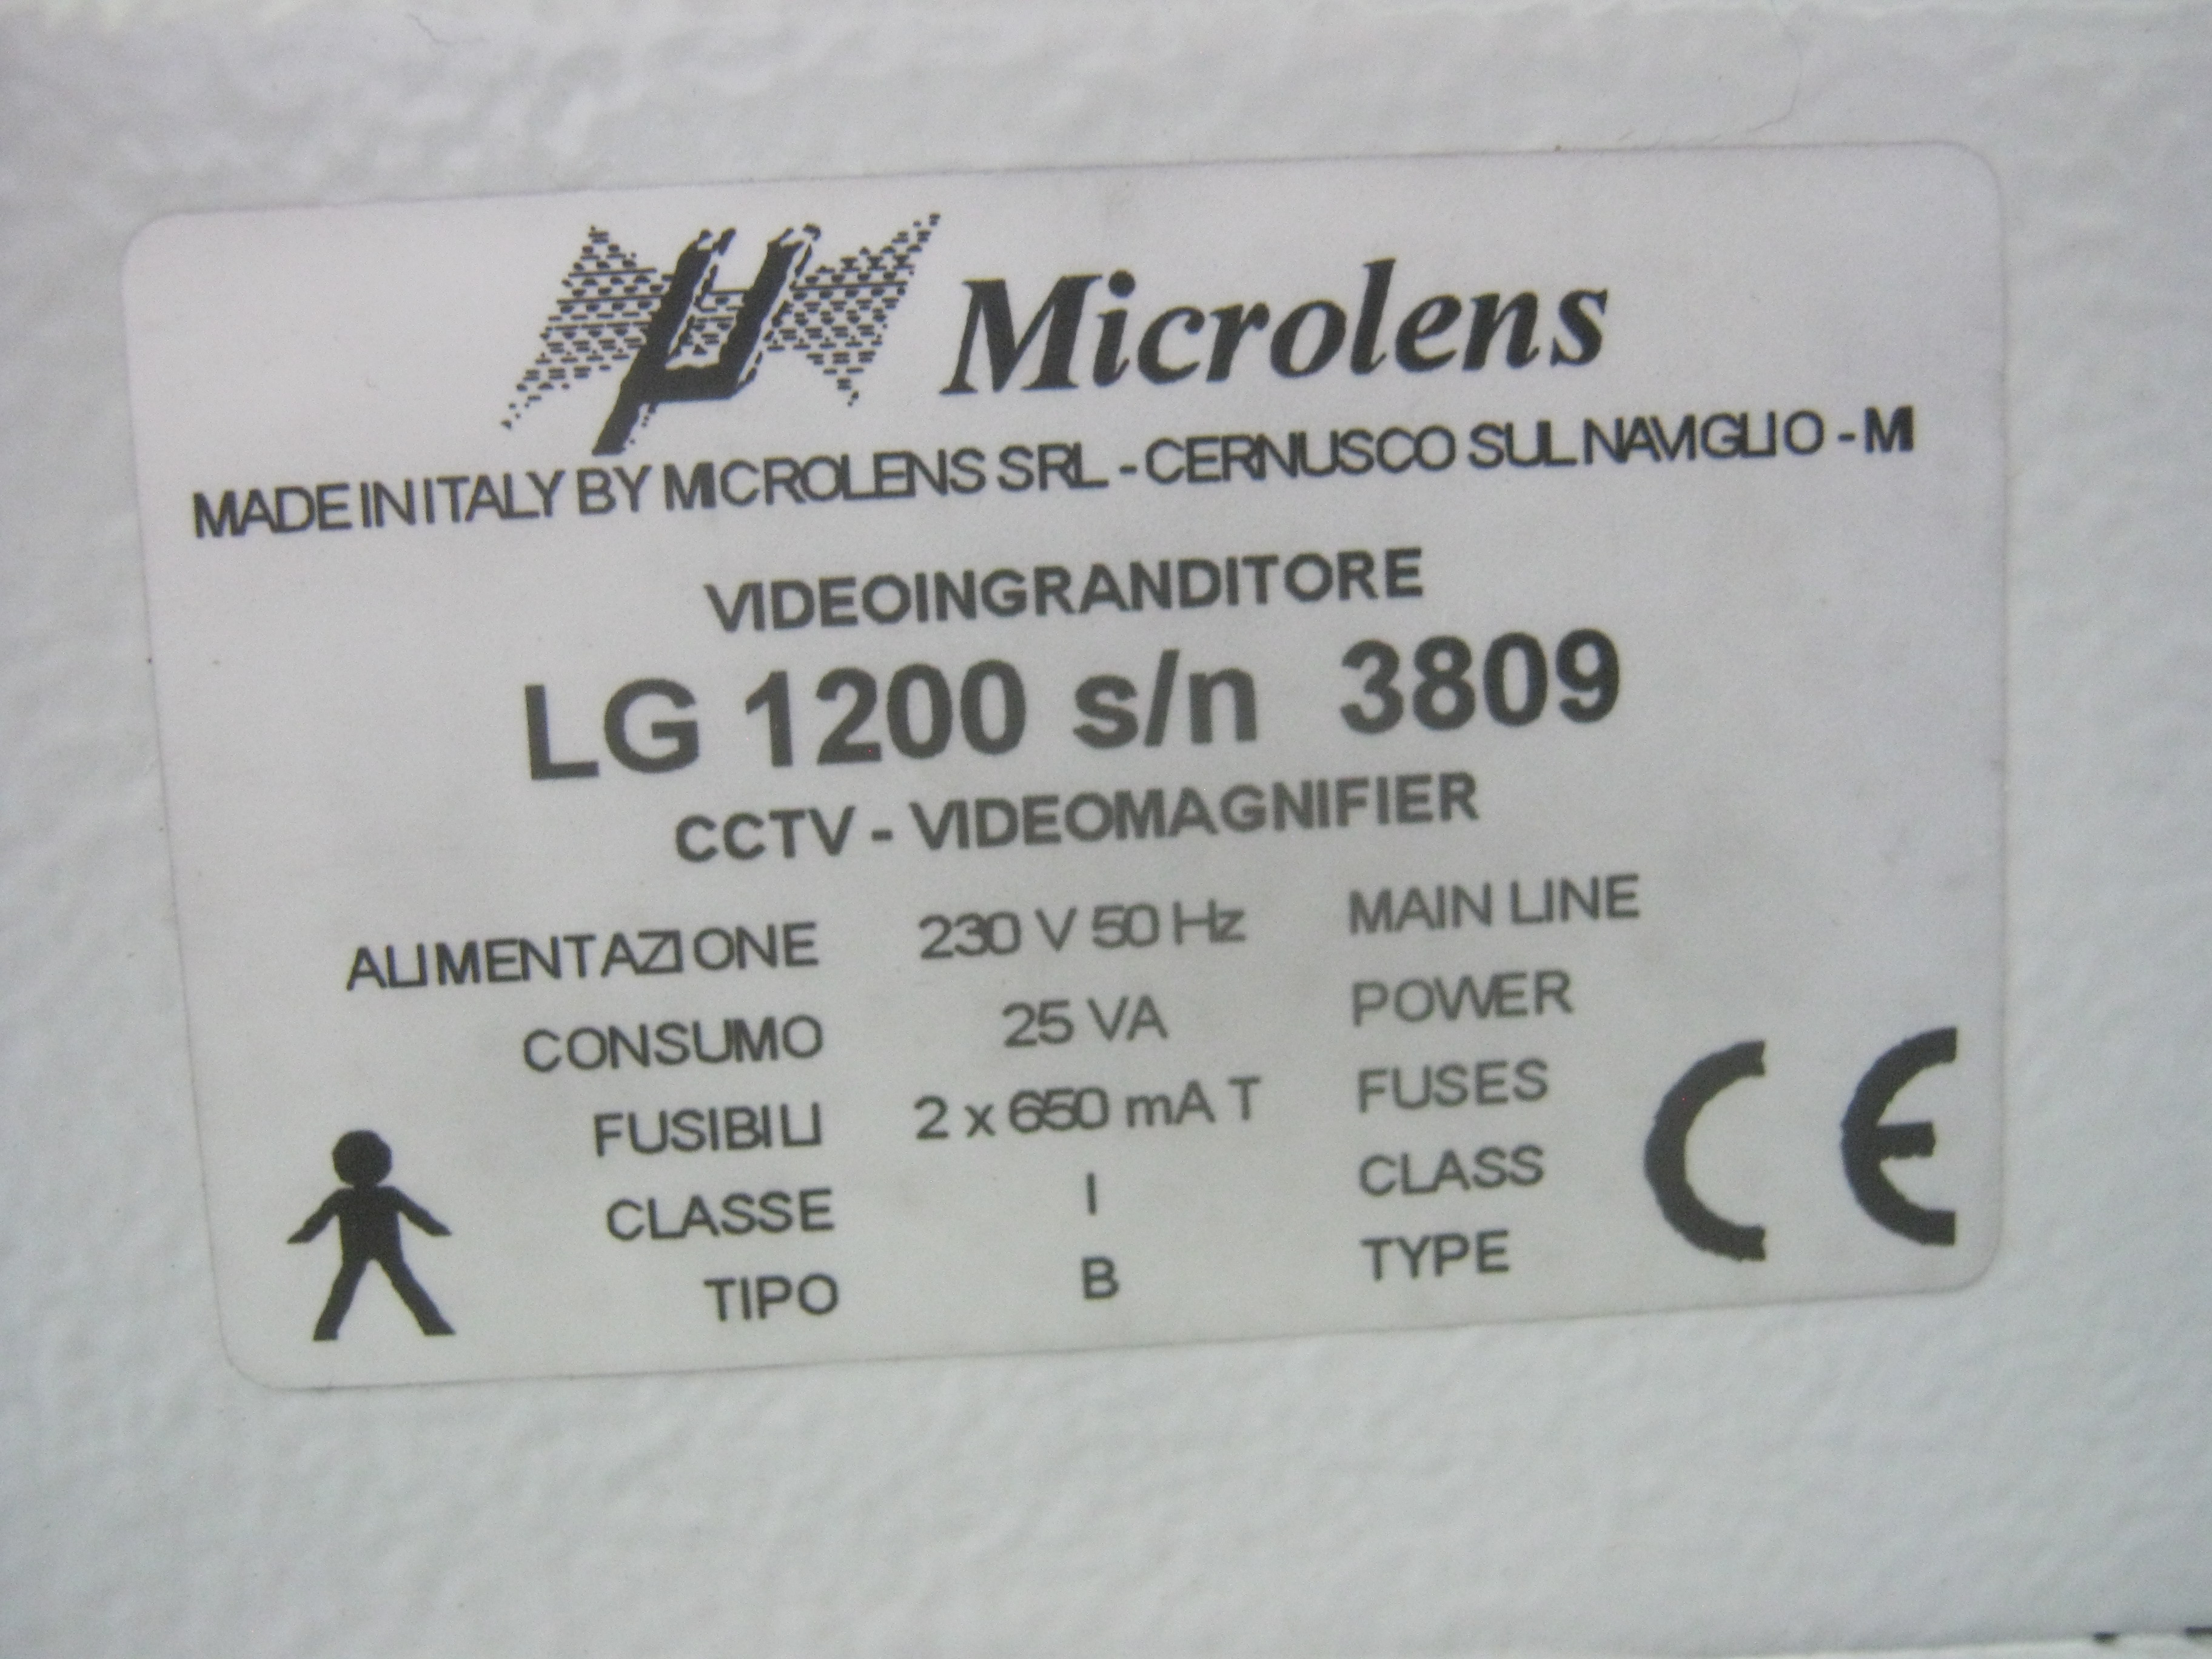 µ Microlens
MADE IN ITALY BY MICROLENS SRL - CERNUSCO SUL NAVIGLIO - MI
VIDEOINGRANDITORE
LG 1200 s/n 3809
CCTV - VIDEOMAGNIFIER
ALIMENTAZIONE 230 V 50 Hz MAIN LINE
CONSUMO 25 VA POWER
FUSIBILI 2 x 650 mA T FUSES
CLASSE I CLASS
TIPO B TYPE
CE